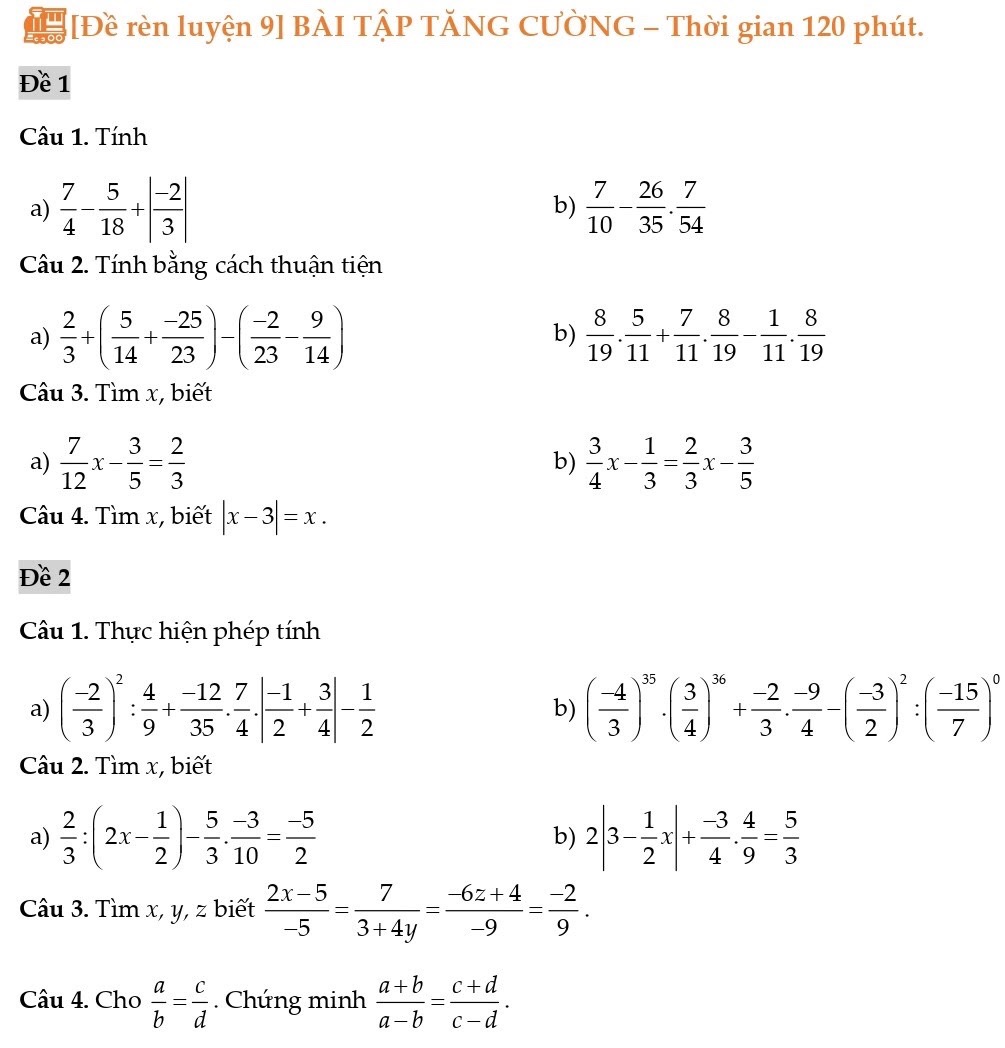 [Đề rèn luyện 9] BÀI TẬP TĂNG CƯỜNG – Thời gian 120 phút.
Đề 1
Câu 1. Tính
a) $\frac{7}{4}-\frac{5}{18}+\left|\frac{-2}{3}\right|$ b) $\frac{7}{10}-\frac{26}{35}.\frac{7}{54}$
Câu 2. Tính bằng cách thuận tiện
a) $\frac{2}{3}+\left(\frac{5}{14}+\frac{-25}{23}\right)-\left(\frac{-2}{23}-\frac{9}{14}\right)$ b) $\frac{8}{19}.\frac{5}{11}+\frac{7}{11}.\frac{8}{19}-\frac{1}{11}.\frac{8}{19}$
Câu 3. Tìm x, biết
a) $\frac{7}{12}x-\frac{3}{5}=\frac{2}{3}$ b) $\frac{3}{4}x-\frac{1}{3}=\frac{2}{3}x-\frac{3}{5}$
Câu 4. Tìm x, biết $|x-3|=x$.
Đề 2
Câu 1. Thực hiện phép tính
a) $\left(\frac{-2}{3}\right)^{2}:\frac{4}{9}+\frac{-12}{35}.\frac{7}{4}.\left|\frac{-1}{2}+\frac{3}{4}\right|-\frac{1}{2}$ b) $\left(\frac{-4}{3}\right)^{35}.\left(\frac{3}{4}\right)^{36}+\frac{-2}{3}.\frac{-9}{4}-\left(\frac{-3}{2}\right)^{2}:\left(\frac{-15}{7}\right)^{0}$
Câu 2. Tìm x, biết
a) $\frac{2}{3}:\left(2x-\frac{1}{2}\right)-\frac{5}{3}.\frac{-3}{10}=\frac{-5}{2}$ b) $2\left|3-\frac{1}{2}x\right|+\frac{-3}{4}.\frac{4}{9}=\frac{5}{3}$
Câu 3. Tìm x, y, z biết $\frac{2x-5}{-5}=\frac{7}{3+4y}=\frac{-6z+4}{-9}=\frac{-2}{9}$.
Câu 4. Cho $\frac{a}{b}=\frac{c}{d}$. Chứng minh $\frac{a+b}{a-b}=\frac{c+d}{c-d}$.